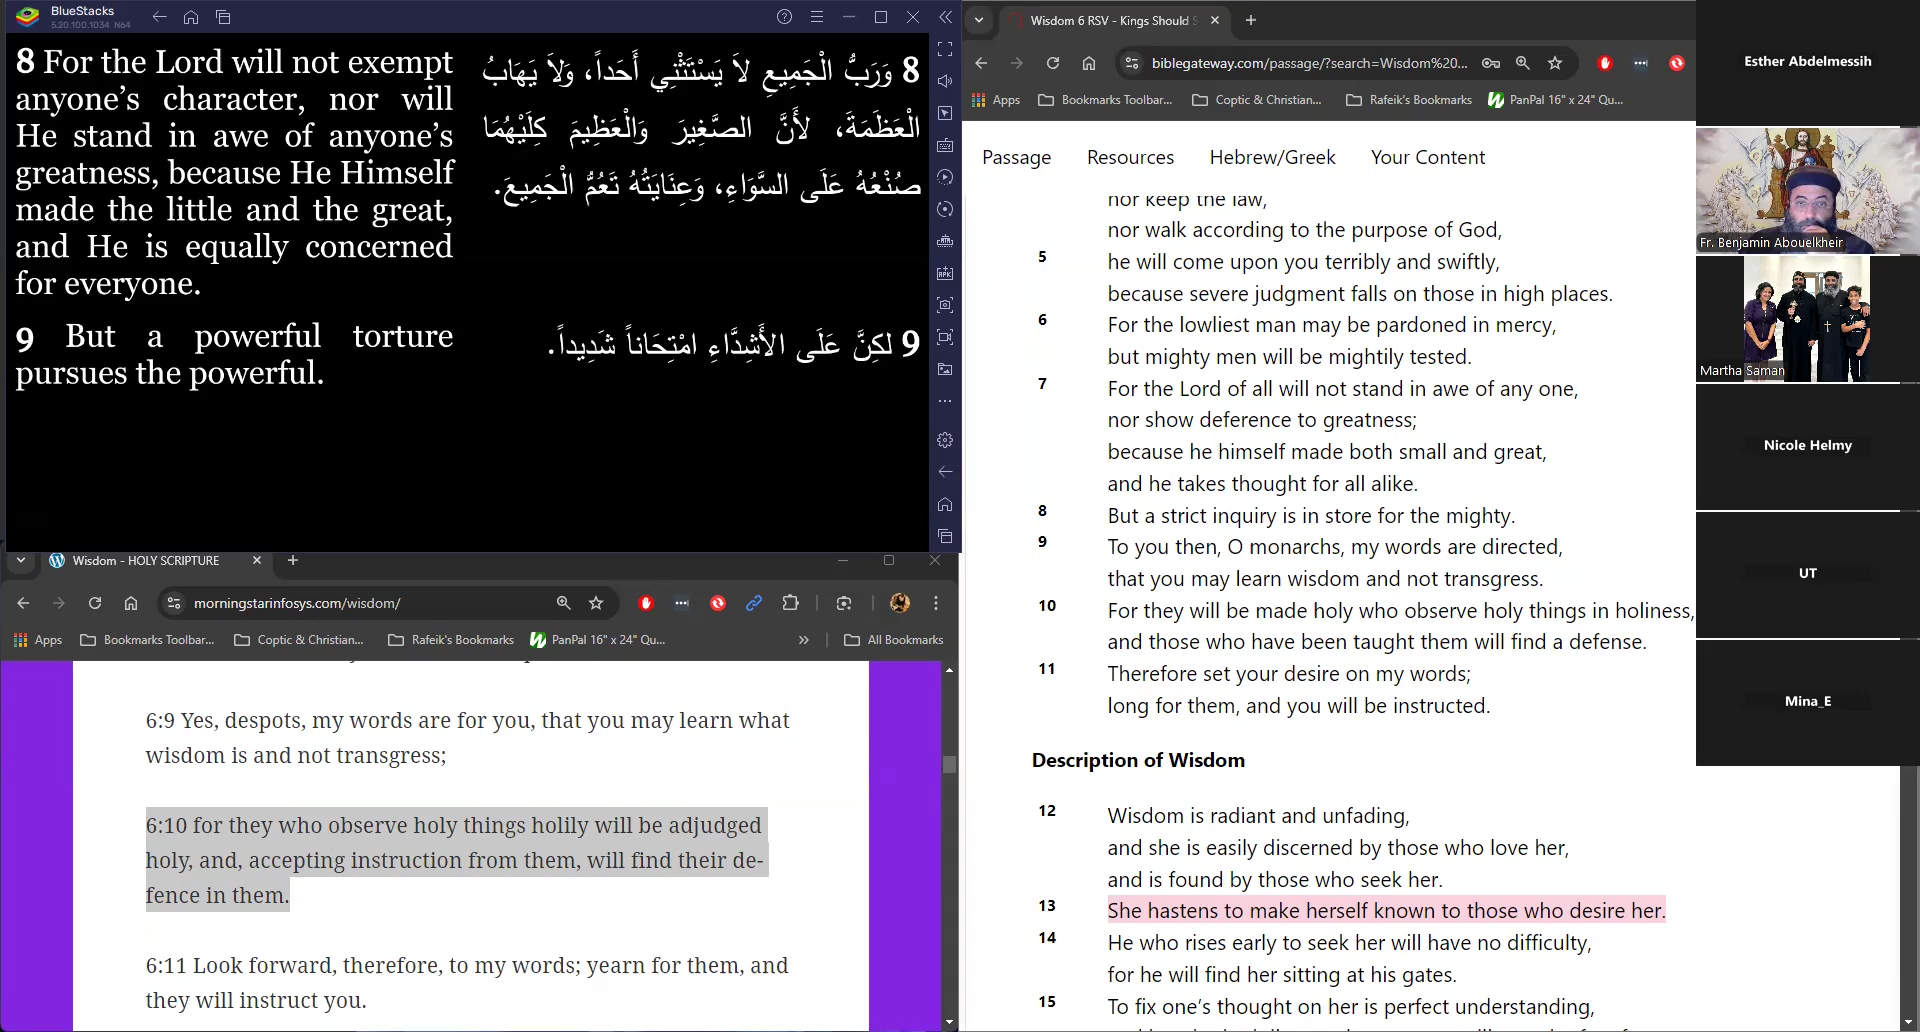 BlueStacks
5.20.100.1034 N64
8 For the Lord will not exempt
anyone's character, nor will
He stand in awe of anyone's
greatness, because He Himself
made the little and the great,
and He is equally concerned
for everyone.
9 But a powerful torture
pursues the powerful.
8 وَرَبُّ الْجَمِيعِ لاَ يَسْتَثْنِي أَحَداً، وَلاَ يَهَابُ
الْعَظَمَةَ، لأَنَّ الصَّغِيرَ وَالْعَظِيمَ كِلَيْهُمَا
صُنْعُهُ عَلَى السَّوَاءِ، وَعِنَايَتُهُ تَعُمُّ الْجَمِيعَ.
9 لكِنَّ عَلَى الأَشِدَّاءِ امْتِحَاناً شَدِيداً.
Wisdom - HOLY SCRIPTURE
morningstarinfosys.com/wisdom/
Apps
Bookmarks Toolbar...
Coptic & Christian...
Rafeik's Bookmarks
PanPal 16" x 24" Qu...
All Bookmarks
6:9 Yes, despots, my words are for you, that you may learn what
wisdom is and not transgress;
6:10 for they who observe holy things holily will be adjudged
holy, and, accepting instruction from them, will find their de-
fence in them.
6:11 Look forward, therefore, to my words; yearn for them, and
they will instruct you.
Wisdom 6 RSV - Kings Should S
biblegateway.com/passage/?search=Wisdom%20...
Apps
Bookmarks Toolbar...
Coptic & Christian...
Rafeik's Bookmarks
PanPal 16" x 24" Qu...
Passage
Resources
Hebrew/Greek
Your Content
nor keep the law,
nor walk according to the purpose of God,
5 he will come upon you terribly and swiftly,
because severe judgment falls on those in high places.
6 For the lowliest man may be pardoned in mercy,
but mighty men will be mightily tested.
7 For the Lord of all will not stand in awe of any one,
nor show deference to greatness;
because he himself made both small and great,
and he takes thought for all alike.
8 But a strict inquiry is in store for the mighty.
9 To you then, O monarchs, my words are directed,
that you may learn wisdom and not transgress.
10 For they will be made holy who observe holy things in holiness,
and those who have been taught them will find a defense.
11 Therefore set your desire on my words;
long for them, and you will be instructed.
Description of Wisdom
12 Wisdom is radiant and unfading,
and she is easily discerned by those who love her,
and is found by those who seek her.
13 She hastens to make herself known to those who desire her.
14 He who rises early to seek her will have no difficulty,
for he will find her sitting at his gates.
15 To fix one's thought on her is perfect understanding,
Esther Abdelmessih
Fr. Benjamin Abouelkheir
Martha Saman
Nicole Helmy
UT
Mina_E